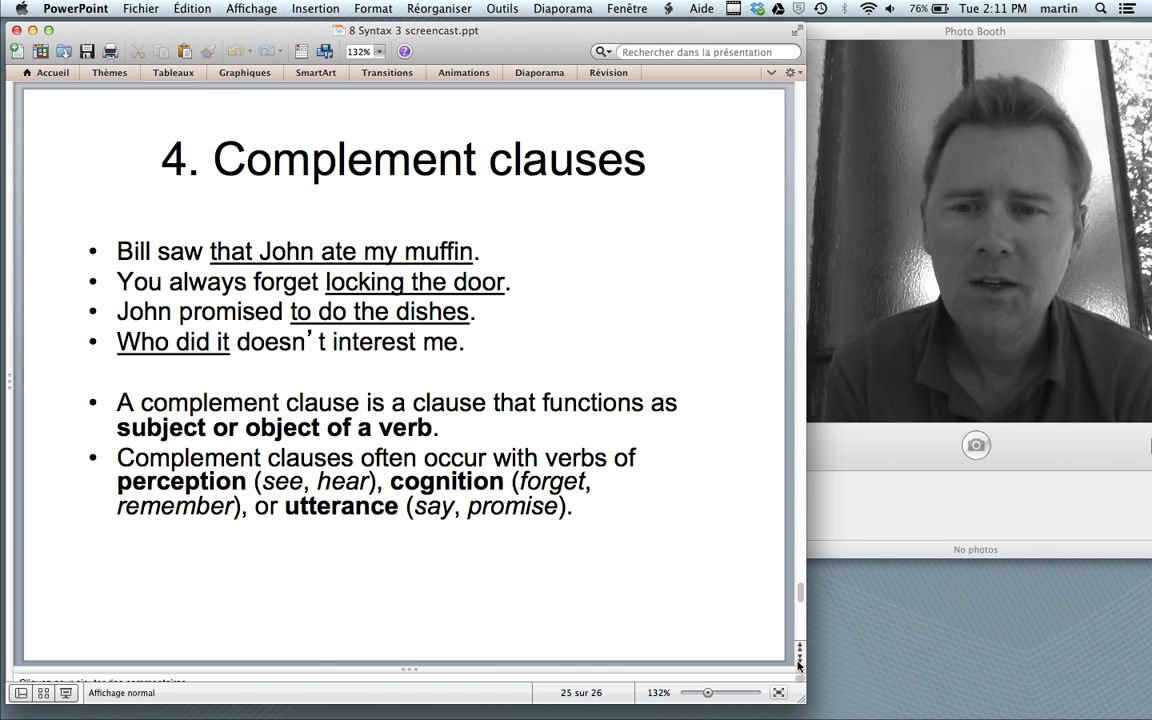 PowerPoint Fichier Édition Affichage Insertion Format Réorganiser Outils Diaporama Fenêtre Aide 76% Tue 2:11 PM martin
8 Syntax 3 screencast.ppt
Photo Booth
132% Rechercher dans la présentation
Accueil Thèmes Tableaux Graphiques SmartArt Transitions Animations Diaporama Révision
4. Complement clauses
• Bill saw that John ate my muffin.
• You always forget locking the door.
• John promised to do the dishes.
• Who did it doesn’t interest me.
• A complement clause is a clause that functions as
subject or object of a verb.
• Complement clauses often occur with verbs of
perception (see, hear), cognition (forget,
remember), or utterance (say, promise).
No photos
Affichage normal 25 sur 26 132%